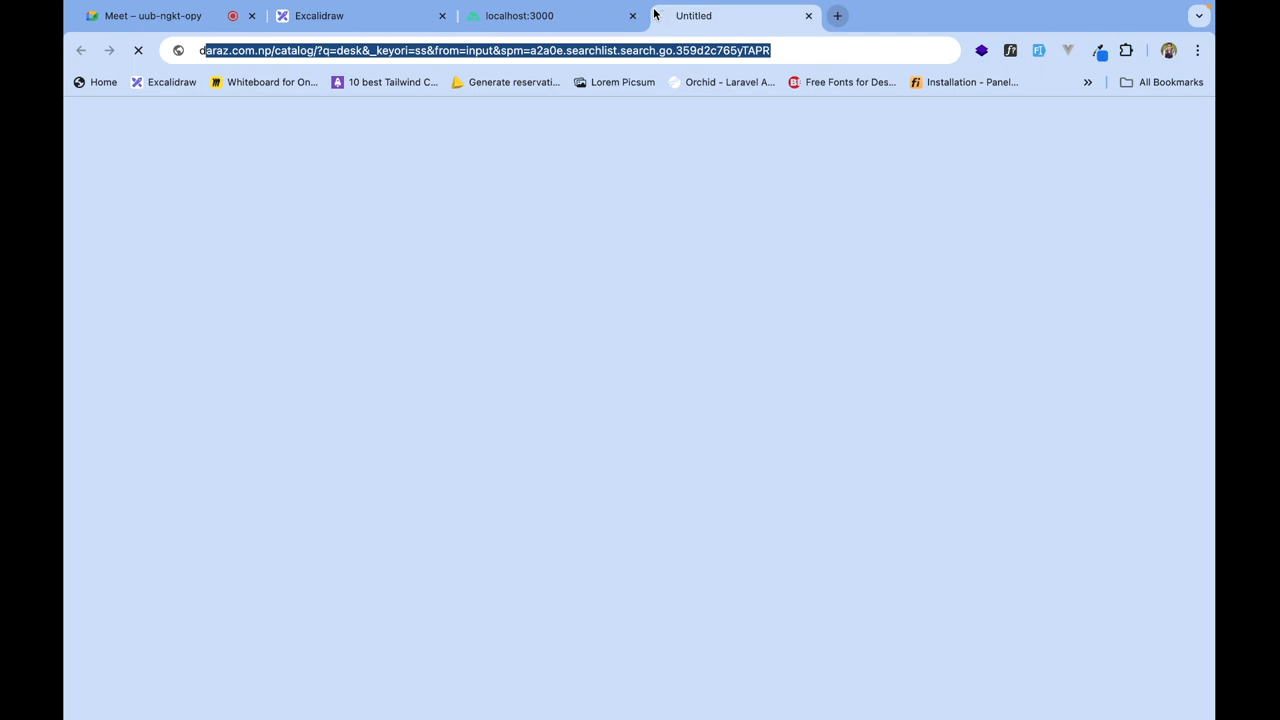 Meet – uub-ngkt-opy
Excalidraw
localhost:3000
Untitled
daraz.com.np/catalog/?q=desk&_keyori=ss&from=input&spm=a2a0e.searchlist.search.go.359d2c765yTAPR
Home
Excalidraw
Whiteboard for On...
10 best Tailwind C...
Generate reservati...
Lorem Picsum
Orchid - Laravel A...
Free Fonts for Des...
Installation - Panel...
All Bookmarks